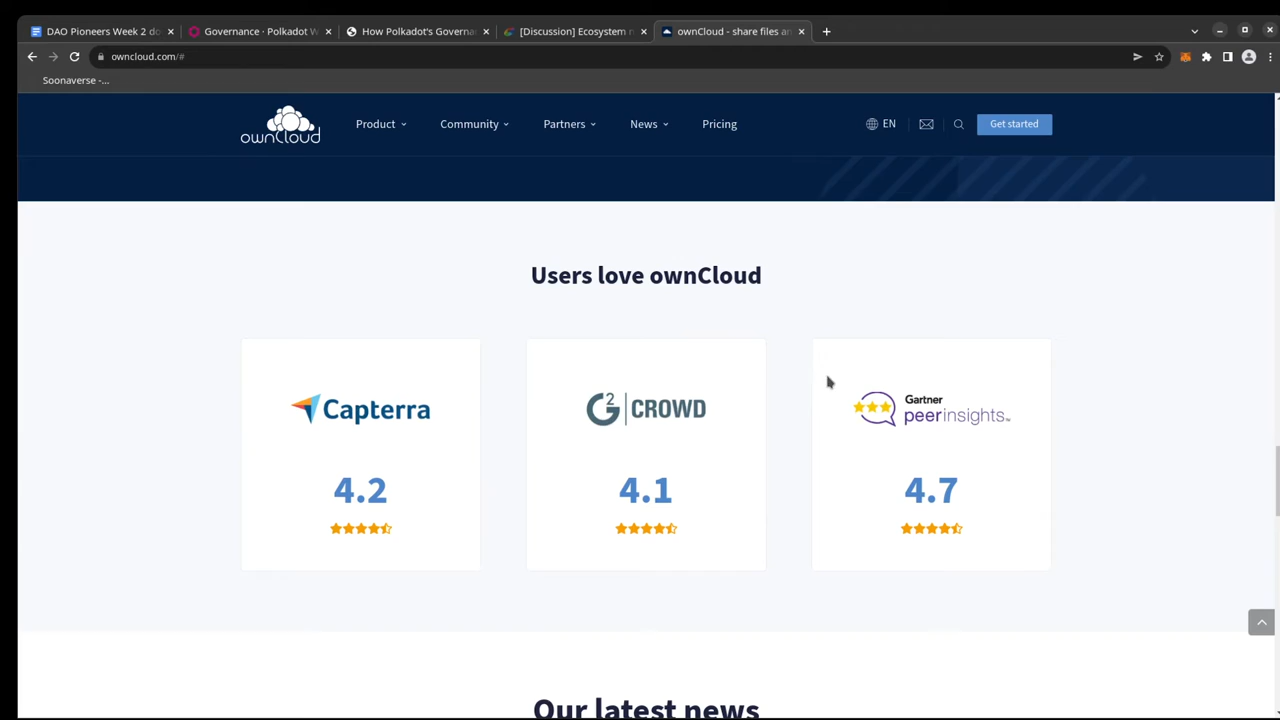 DAO Pioneers Week 2 do
Governance · Polkadot W
How Polkadot's Governa
[Discussion] Ecosystem r
ownCloud - share files an
owncloud.com/#
Soonaverse -...
ownCloud
Product
Community
Partners
News
Pricing
EN
Get started
Users love ownCloud
Capterra
G2 CROWD
Gartner
peerinsights™
4.2
4.1
4.7
Our latest news